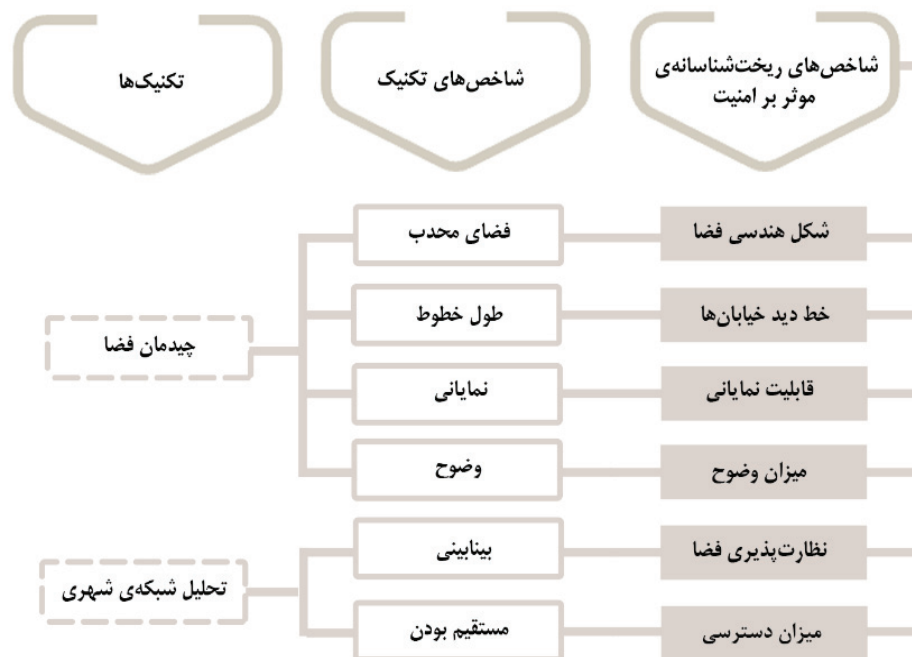 شاخص‌های ریخت‌شناسانه‌ی
موثر بر امنیت
شاخص‌های تکنیک
تکنیک‌ها
شکل هندسی فضا
فضای محدب
خط دید خیابان‌ها
طول خطوط
چیدمان فضا
قابلیت نمایانی
نمایانی
میزان وضوح
وضوح
نظارت‌پذیری فضا
بینابینی
تحلیل شبکه‌ی شهری
میزان دسترسی
مستقیم بودن